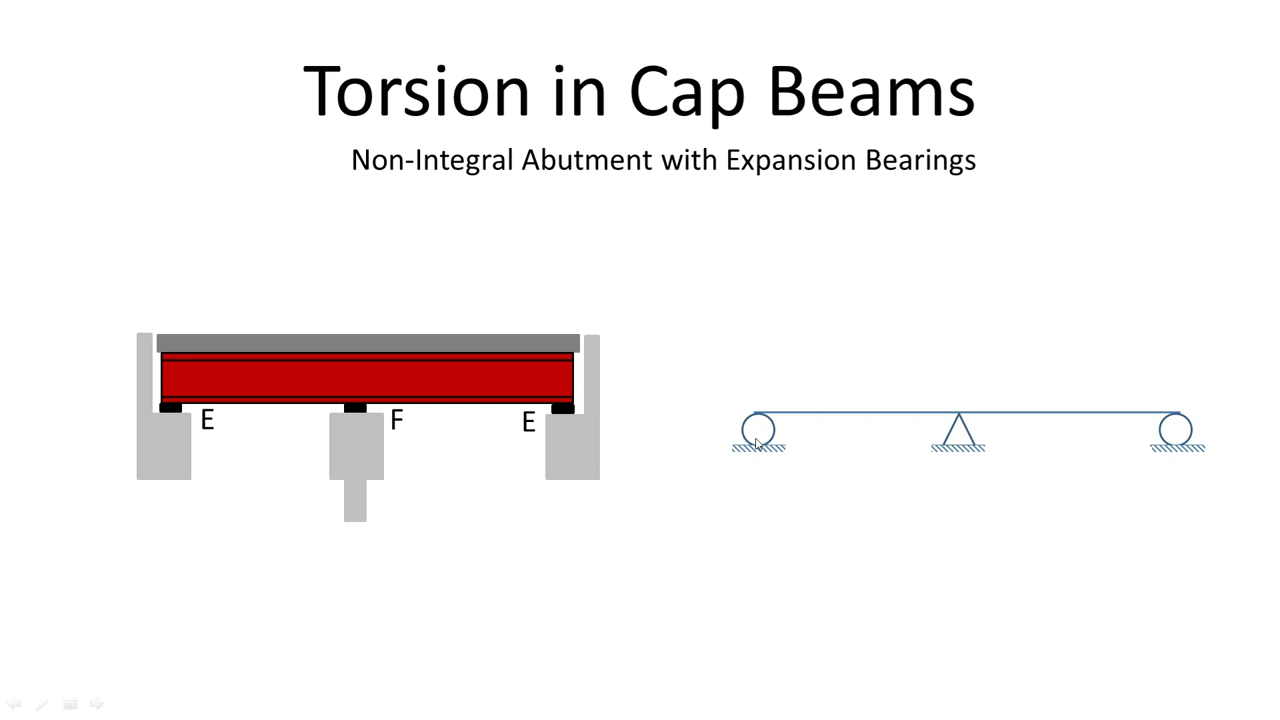 Torsion in Cap Beams
Non-Integral Abutment with Expansion Bearings
E
F
E